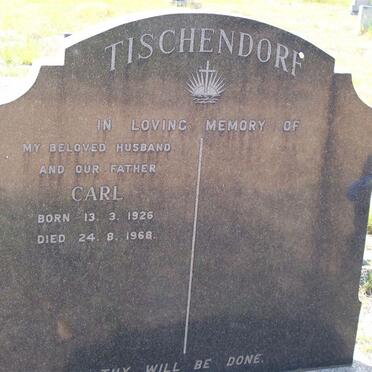 TISCHENDORF
IN LOVING MEMORY OF
MY BELOVED HUSBAND
AND OUR FATHER
CARL
BORN 13. 3. 1926
DIED 24. 8. 1968.
THY WILL BE DONE.